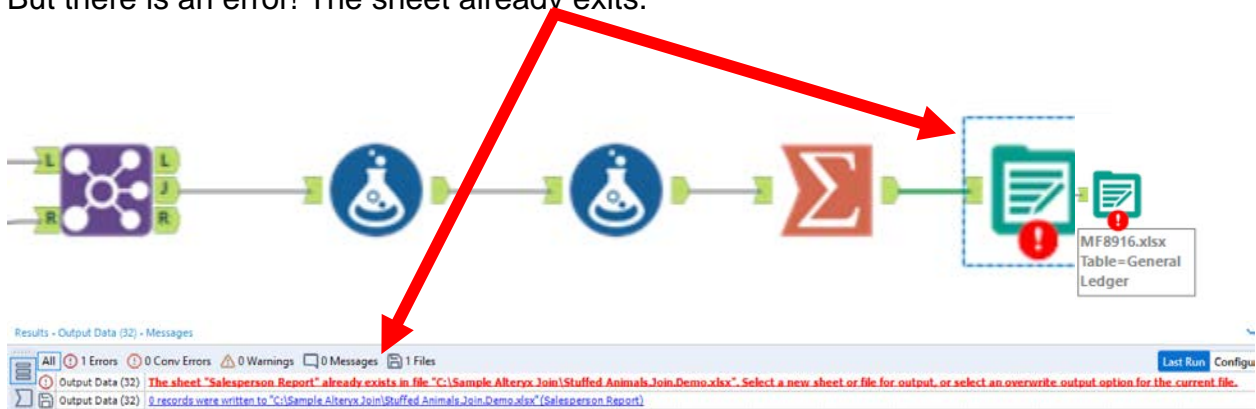 But there is an error! The sheet already exits.
L
L
J
R
R
MF8916.xlsx
Table=General
Ledger
Results - Output Data (32) - Messages
All 1 Errors 0 Conv Errors 0 Warnings 0 Messages 1 Files
Last Run Configu
Output Data (32) The sheet "Salesperson Report" already exists in file "C:\Sample Alteryx Join\Stuffed Animals.Join.Demo.xlsx". Select a new sheet or file for output, or select an overwrite output option for the current file.
Output Data (32) 0 records were written to "C:\Sample Alteryx Join\Stuffed Animals.Join.Demo.xlsx" (Salesperson Report)